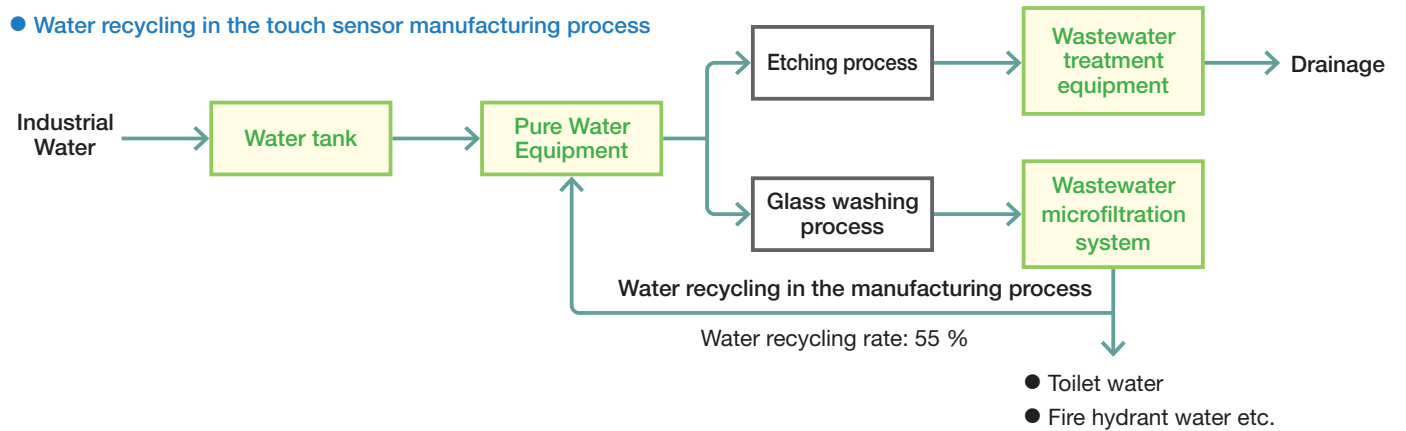 ● Water recycling in the touch sensor manufacturing process
Industrial
Water
Water tank
Pure Water
Equipment
Etching process
Wastewater
treatment
equipment
Drainage
Glass washing
process
Wastewater
microfiltration
system
Water recycling in the manufacturing process
Water recycling rate: 55 %
● Toilet water
● Fire hydrant water etc.